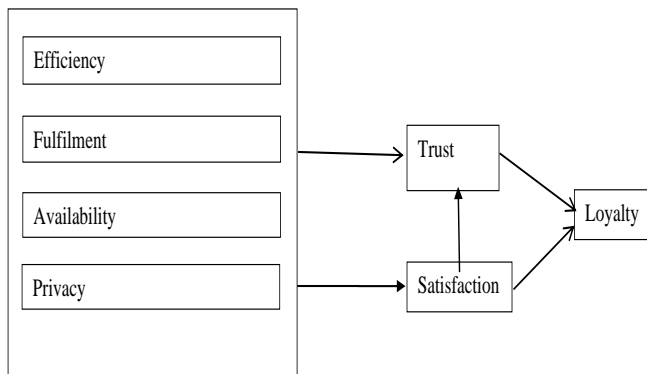 Efficiency
Fulfilment
Availability
Privacy
Trust
Satisfaction
Loyalty